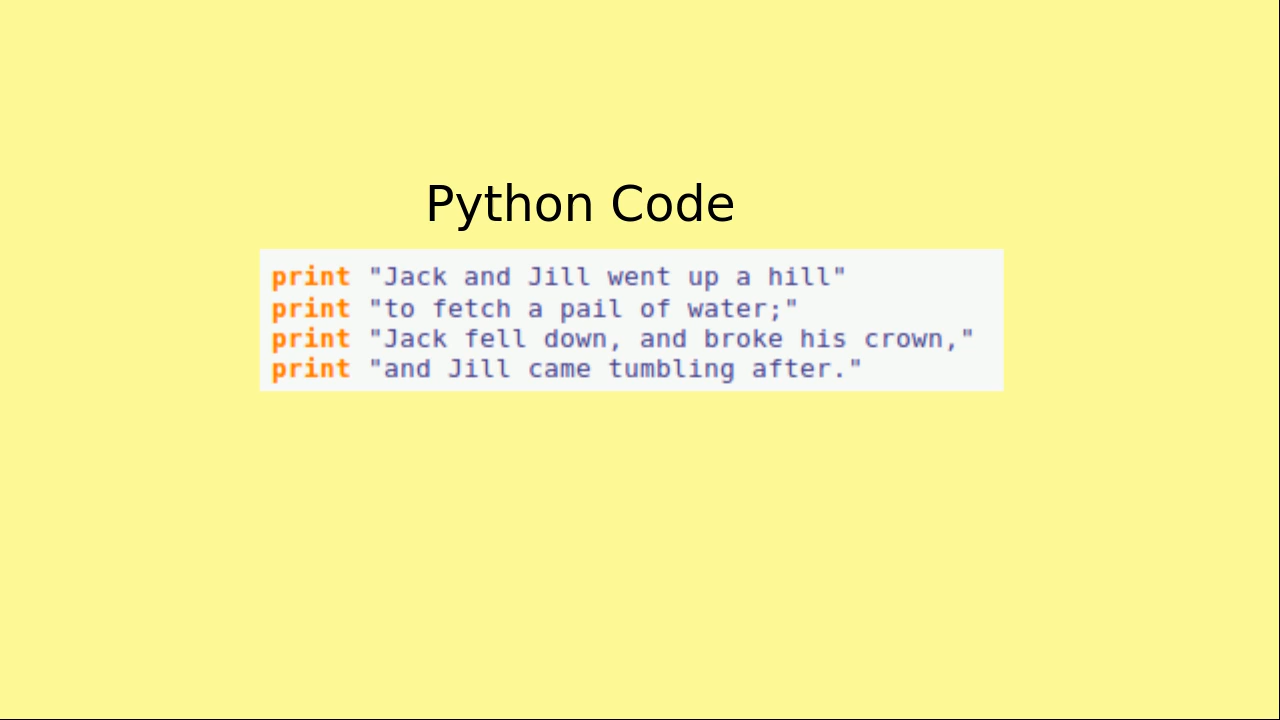 Python Code
print "Jack and Jill went up a hill"
print "to fetch a pail of water;"
print "Jack fell down, and broke his crown,"
print "and Jill came tumbling after."